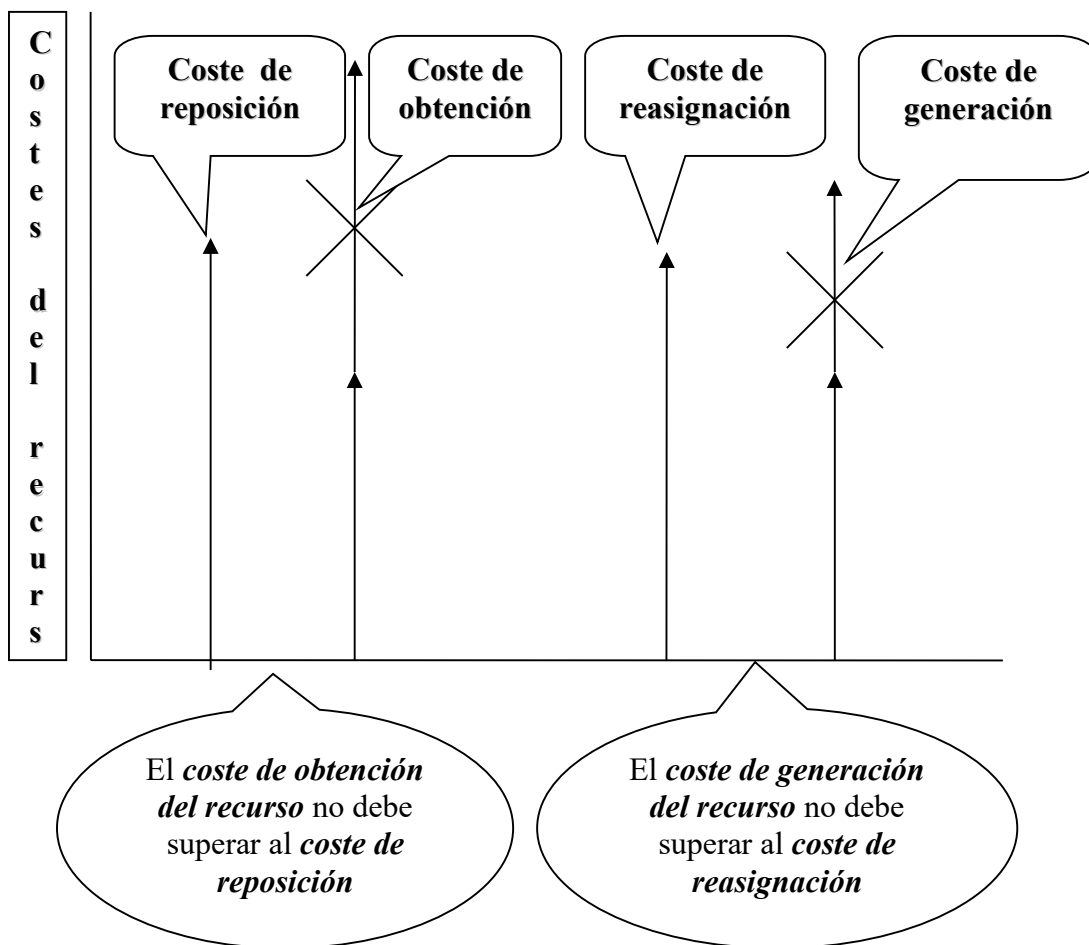 Costes del recurs
Coste de
reposición
Coste de
obtención
Coste de
reasignación
Coste de
generación
El coste de obtención
del recurso no debe
superar al coste de
reposición
El coste de generación
del recurso no debe
superar al coste de
reasignación